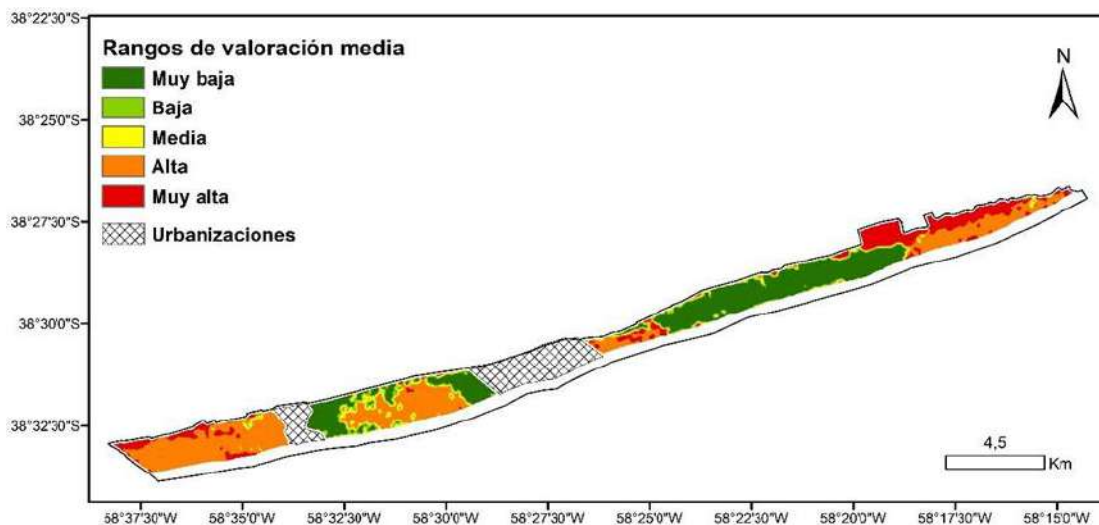 38°22'30"S
Rangos de valoración media
Muy baja
Baja
Media
Alta
Muy alta
Urbanizaciones
N
38°25'0"S
38°27'30"S
38°30'0"S
38°32'30"S
4,5
Km
58°37'30"W 58°35'0"W 58°32'30"W 58°30'0"W 58°27'30"W 58°25'0"W 58°22'30"W 58°20'0"W 58°17'30"W 58°15'0"W